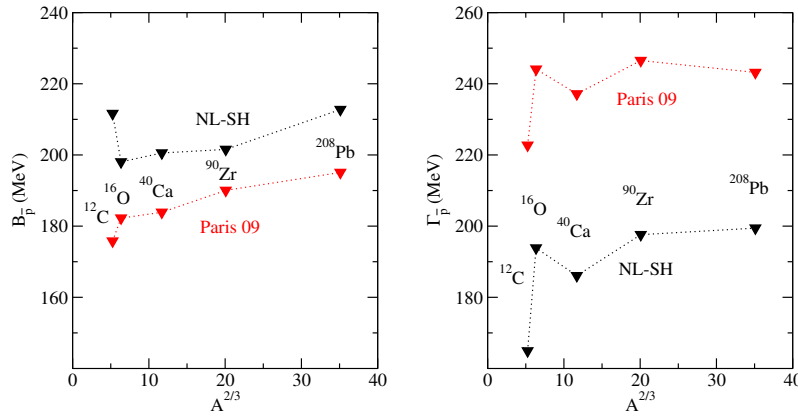 240
220
200
180
160
B_p̄ (MeV)
NL-SH
²⁰⁸Pb
⁹⁰Zr
⁴⁰Ca
¹⁶O
¹²C
Paris 09
0 10 20 30 40
A^{2/3}
260
240
220
200
180
160
Γ_p̄ (MeV)
Paris 09
²⁰⁸Pb
⁹⁰Zr
¹⁶O
⁴⁰Ca
¹²C
NL-SH
0 10 20 30 40
A^{2/3}